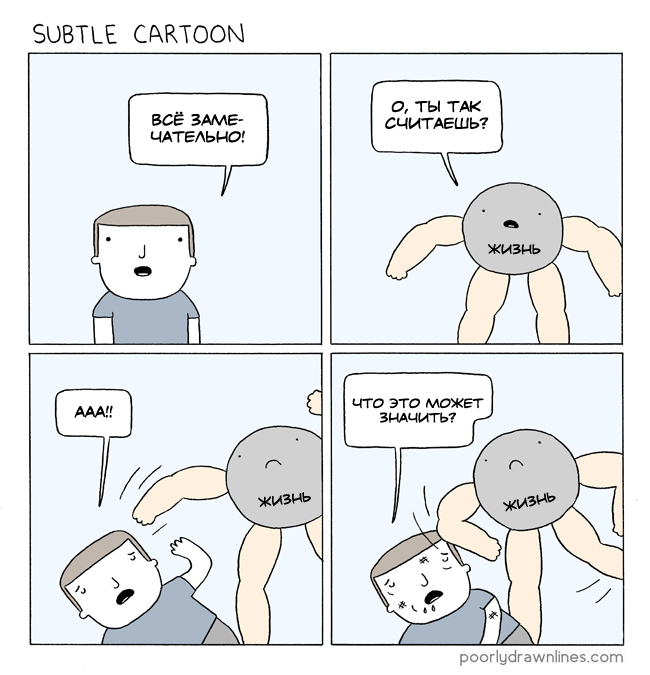 SUBTLE CARTOON
ВСЁ ЗАМЕ-
ЧАТЕЛЬНО!
О, ТЫ ТАК
СЧИТАЕШЬ?
ЖИЗНЬ
ААА!!
ЖИЗНЬ
ЧТО ЭТО МОЖЕТ
ЗНАЧИТЬ?
ЖИЗНЬ
poorlydrawnlines.com